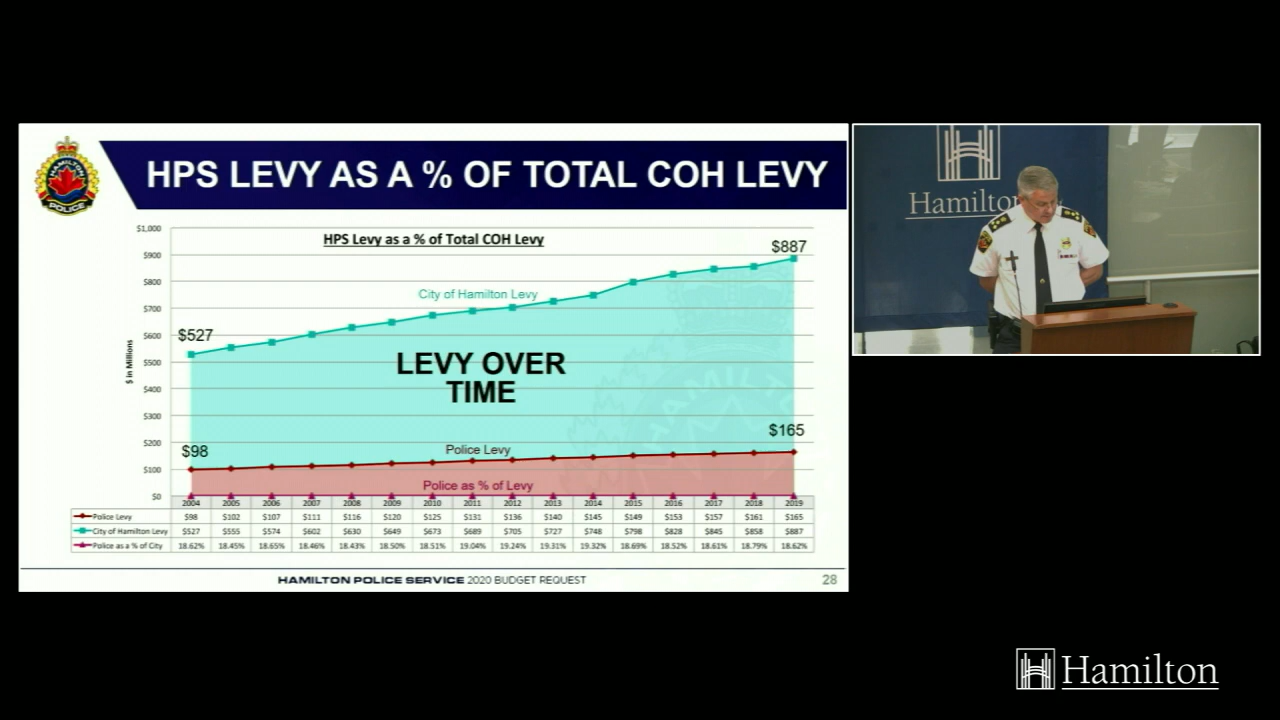 HAMILTON
POLICE
HPS LEVY AS A % OF TOTAL COH LEVY
HPS Levy as a % of Total COH Levy
$1,000
$900
$800
$700
$600
$500
$400
$300
$200
$100
$0
$ in Millions
$527
$887
City of Hamilton Levy
LEVY OVER
TIME
$98
$165
Police Levy
Police as % of Levy
2004 2005 2006 2007 2008 2009 2010 2011 2012 2013 2014 2015 2016 2017 2018 2019
Police Levy $98 $102 $107 $111 $116 $120 $125 $131 $136 $140 $145 $149 $153 $157 $161 $165
City of Hamilton Levy $527 $555 $574 $602 $630 $649 $673 $689 $705 $727 $748 $798 $828 $845 $858 $887
Police as a % of City 18.62% 18.45% 18.65% 18.46% 18.43% 18.50% 18.51% 19.04% 19.24% 19.31% 19.32% 18.69% 18.52% 18.61% 18.79% 18.62%
HAMILTON POLICE SERVICE 2020 BUDGET REQUEST
28
Hamilton
Hamilton